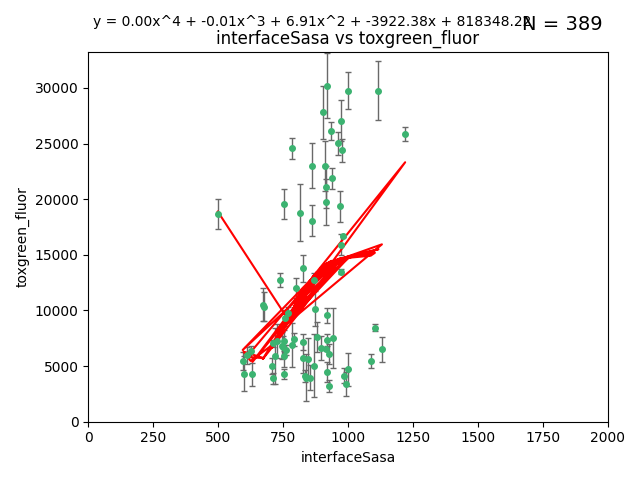 y = 0.00x^4 + -0.01x^3 + 6.91x^2 + -3922.38x + 818348.22
N = 389
interfaceSasa vs toxgreen_fluor
toxgreen_fluor
30000
25000
20000
15000
10000
5000
0
0 250 500 750 1000 1250 1500 1750 2000
interfaceSasa